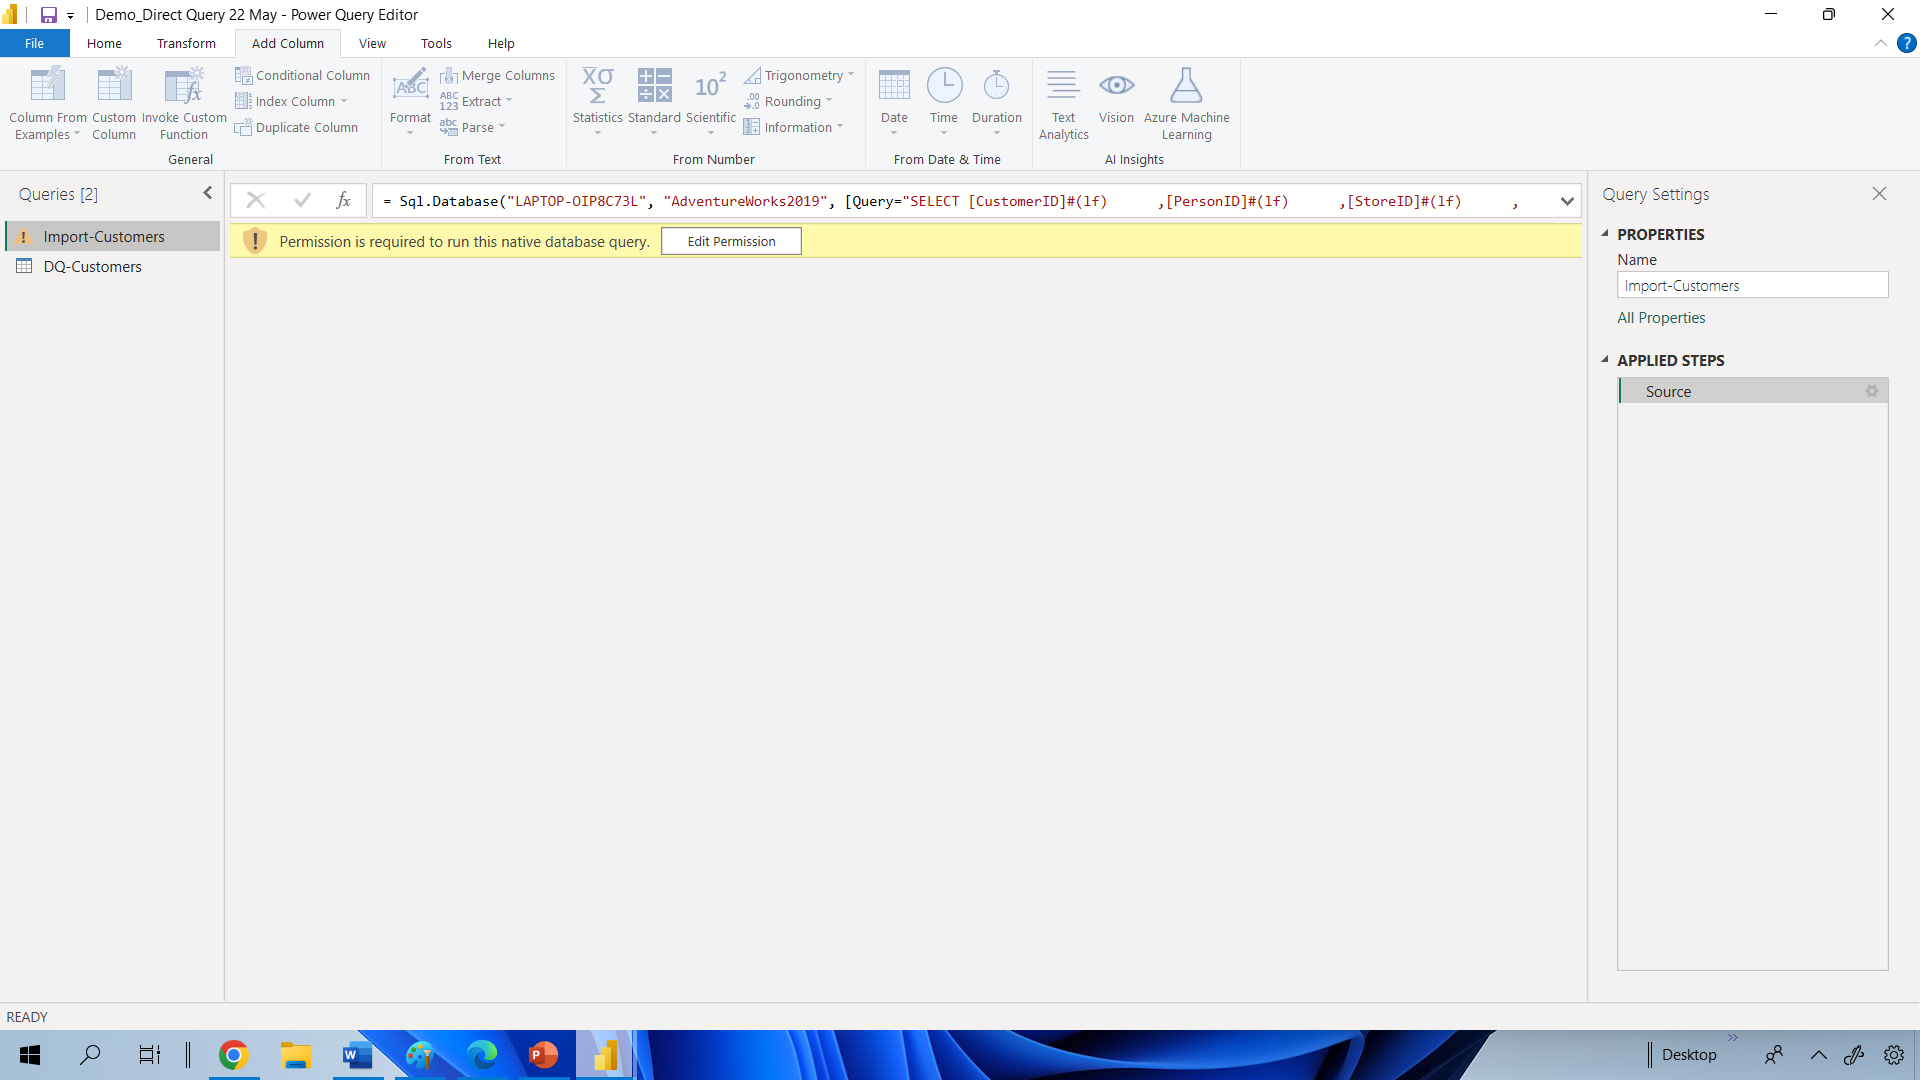 Demo_Direct Query 22 May - Power Query Editor
File Home Transform Add Column View Tools Help
Column From Examples
Custom Column
Invoke Custom Function
Conditional Column
Index Column
Duplicate Column
General
Format
Merge Columns
Extract
Parse
From Text
Statistics
Standard
Scientific
Trigonometry
Rounding
Information
From Number
Date
Time
Duration
From Date & Time
Text Analytics
Vision
Azure Machine Learning
AI Insights
Queries [2]
Import-Customers
DQ-Customers
= Sql.Database("LAPTOP-OIP8C73L", "AdventureWorks2019", [Query="SELECT [CustomerID]#(lf)      ,[PersonID]#(lf)      ,[StoreID]#(lf)      ,
Permission is required to run this native database query. Edit Permission
Query Settings
PROPERTIES
Name
Import-Customers
All Properties
APPLIED STEPS
Source
READY
Desktop